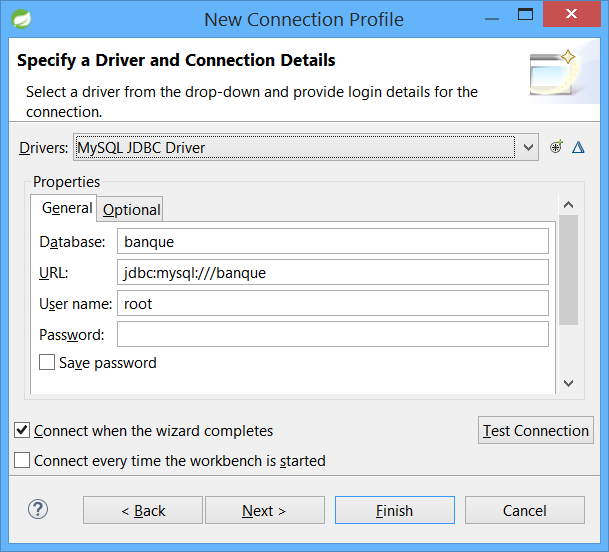 New Connection Profile
Specify a Driver and Connection Details
Select a driver from the drop-down and provide login details for the
connection.
Drivers: MySQL JDBC Driver
Properties
General Optional
Database: banque
URL: jdbc:mysql:///banque
User name: root
Password:
Save password
Connect when the wizard completes
Test Connection
Connect every time the workbench is started
? < Back Next > Finish Cancel